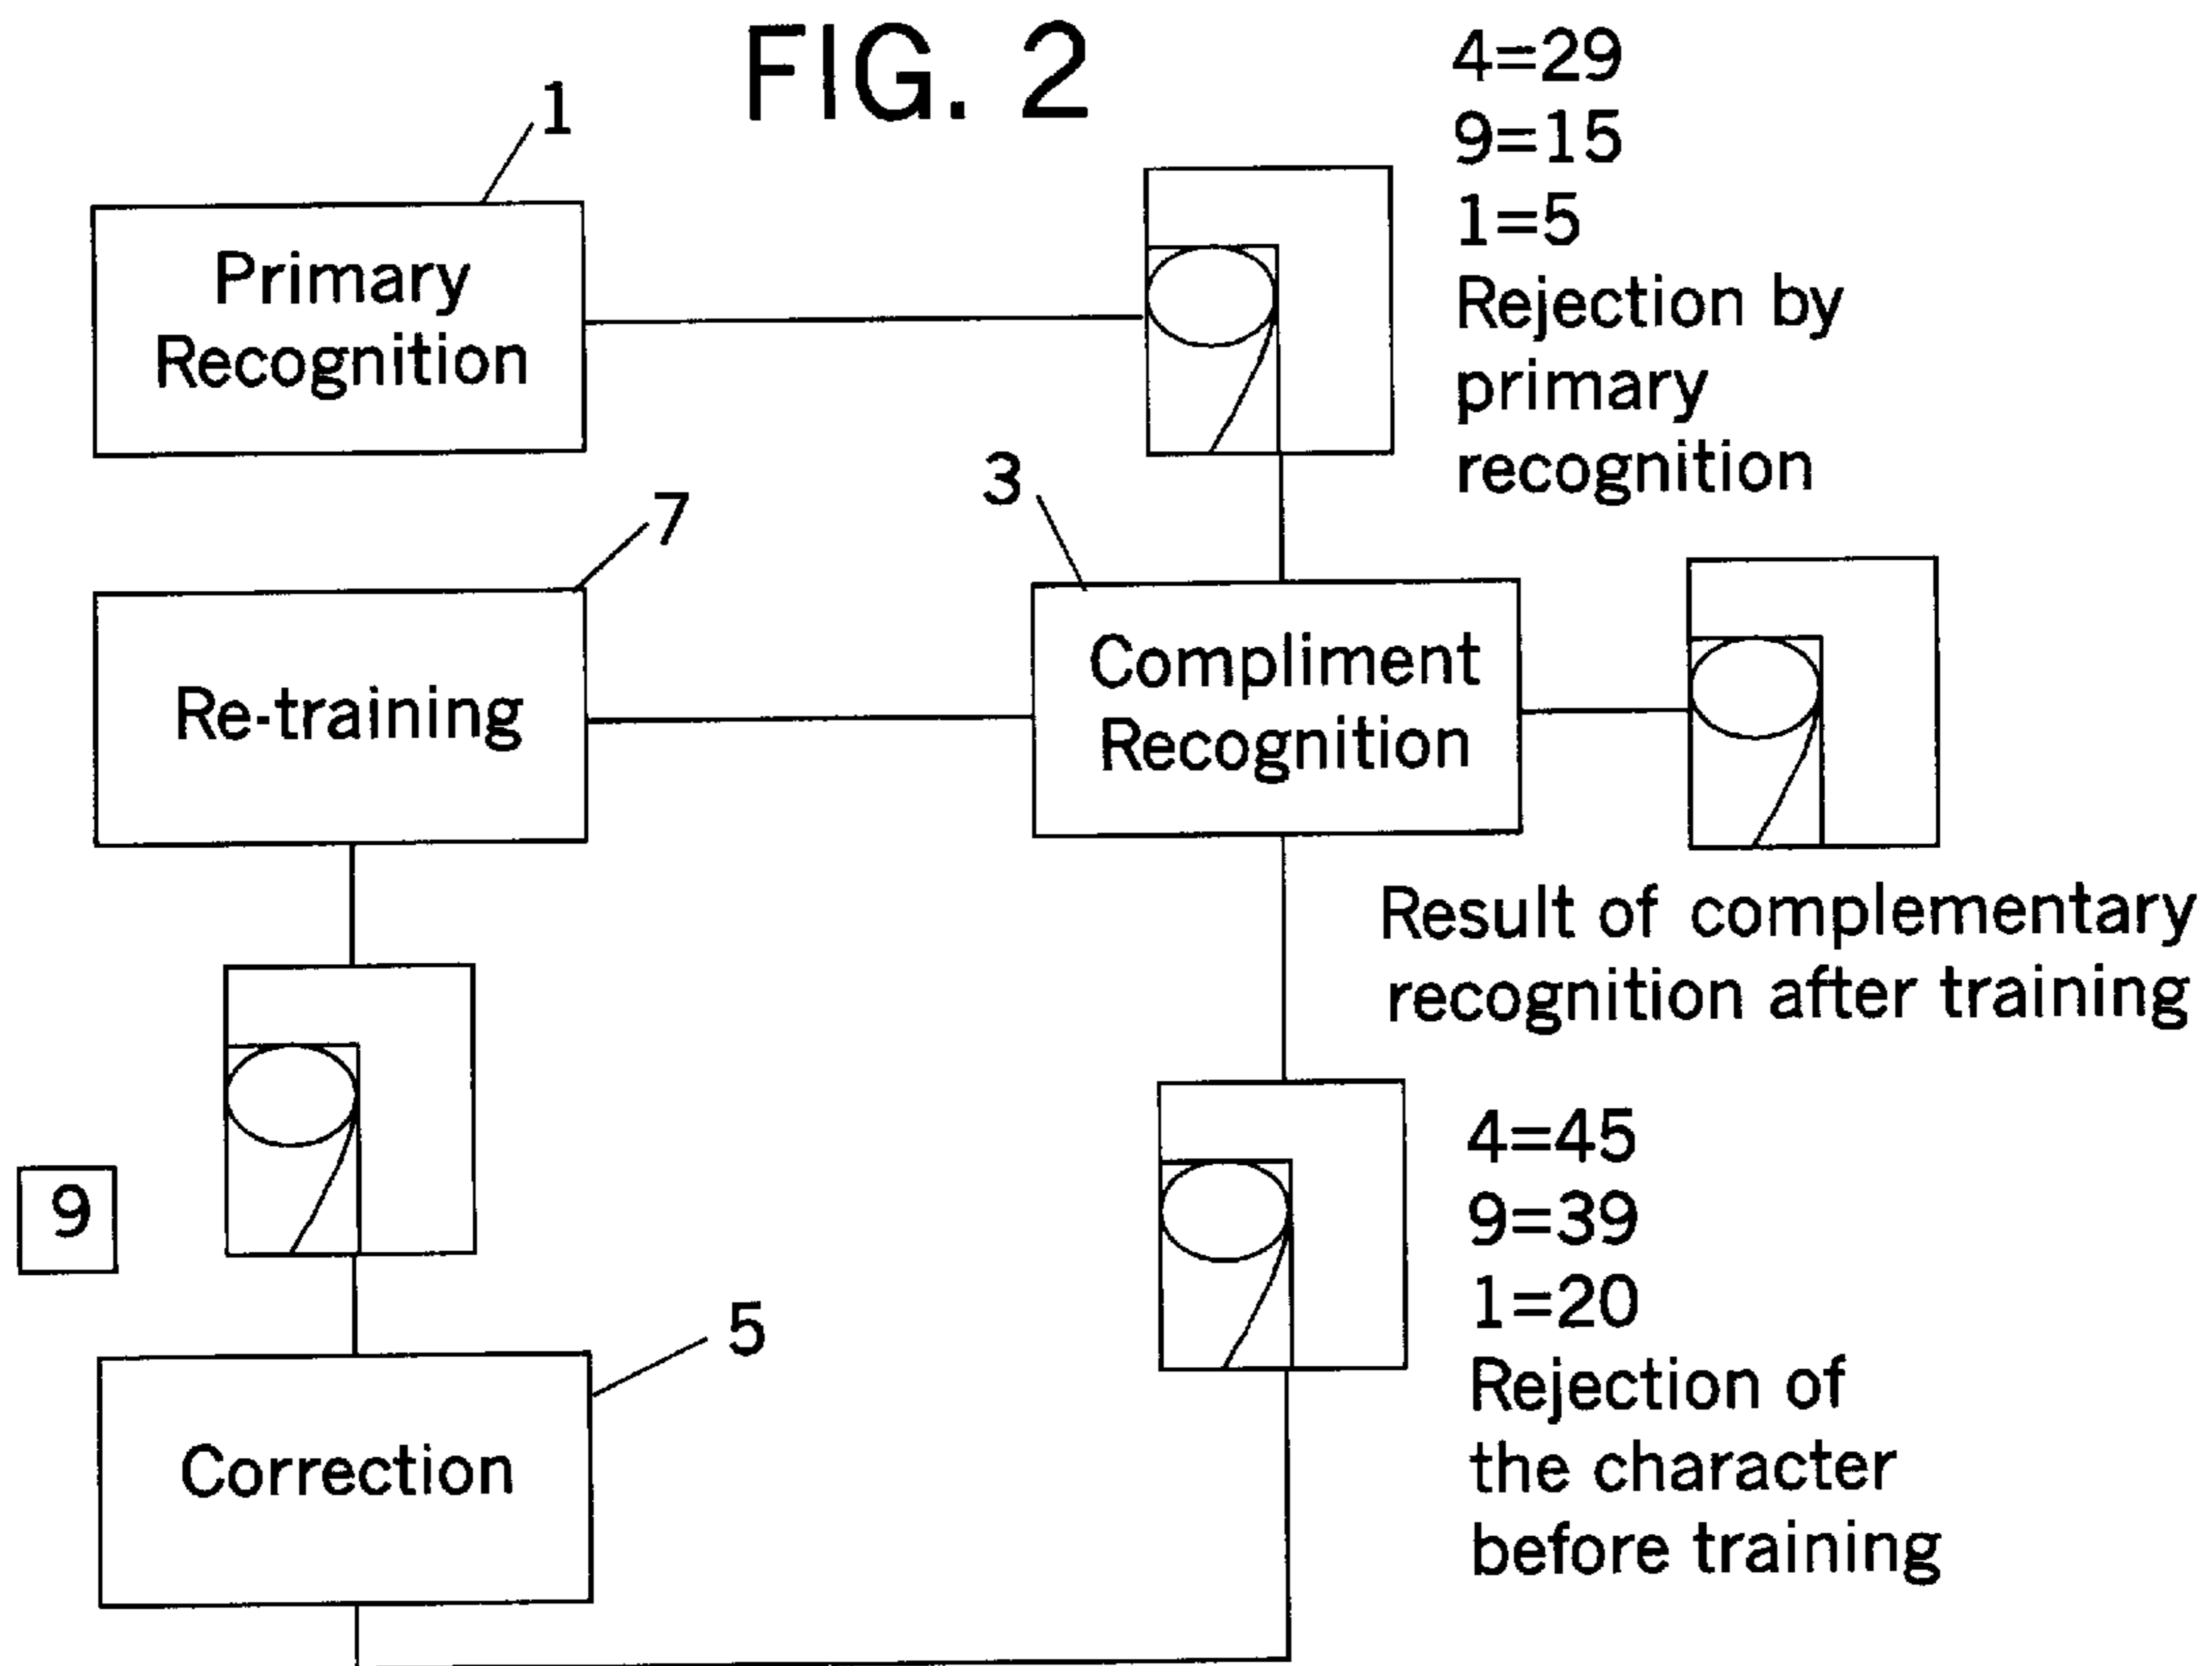 FIG. 2
1
Primary
Recognition
4=29
9=15
1=5
Rejection by
primary
recognition
7
Re-training
3
Compliment
Recognition
Result of complementary
recognition after training
9
4=45
9=39
1=20
Rejection of
the character
before training
5
Correction